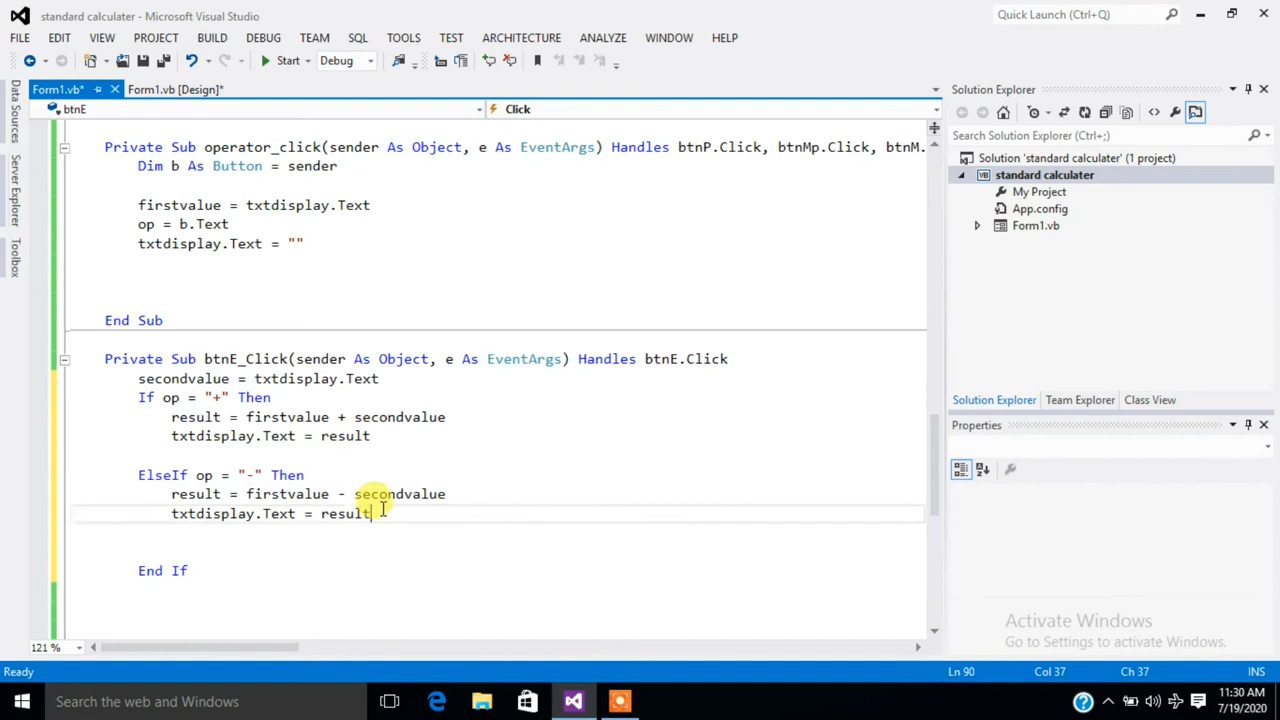 standard calculater - Microsoft Visual Studio
Quick Launch (Ctrl+Q)
FILE EDIT VIEW PROJECT BUILD DEBUG TEAM SQL TOOLS TEST ARCHITECTURE ANALYZE WINDOW HELP
Start Debug
Form1.vb* Form1.vb [Design]*
btnE Click
Data Sources
Server Explorer
Toolbox
Private Sub operator_click(sender As Object, e As EventArgs) Handles btnP.Click, btnMp.Click, btnM.
Dim b As Button = sender
firstvalue = txtdisplay.Text
op = b.Text
txtdisplay.Text = ""
End Sub
Private Sub btnE_Click(sender As Object, e As EventArgs) Handles btnE.Click
secondvalue = txtdisplay.Text
If op = "+" Then
result = firstvalue + secondvalue
txtdisplay.Text = result
ElseIf op = "-" Then
result = firstvalue - secondvalue
txtdisplay.Text = result
End If
121 %
Solution Explorer
Search Solution Explorer (Ctrl+;)
Solution 'standard calculater' (1 project)
VB standard calculater
My Project
App.config
Form1.vb
Solution Explorer Team Explorer Class View
Properties
Activate Windows
Go to Settings to activate Windows.
Ready Ln 90 Col 37 Ch 37 INS
Search the web and Windows
11:30 AM
7/19/2020